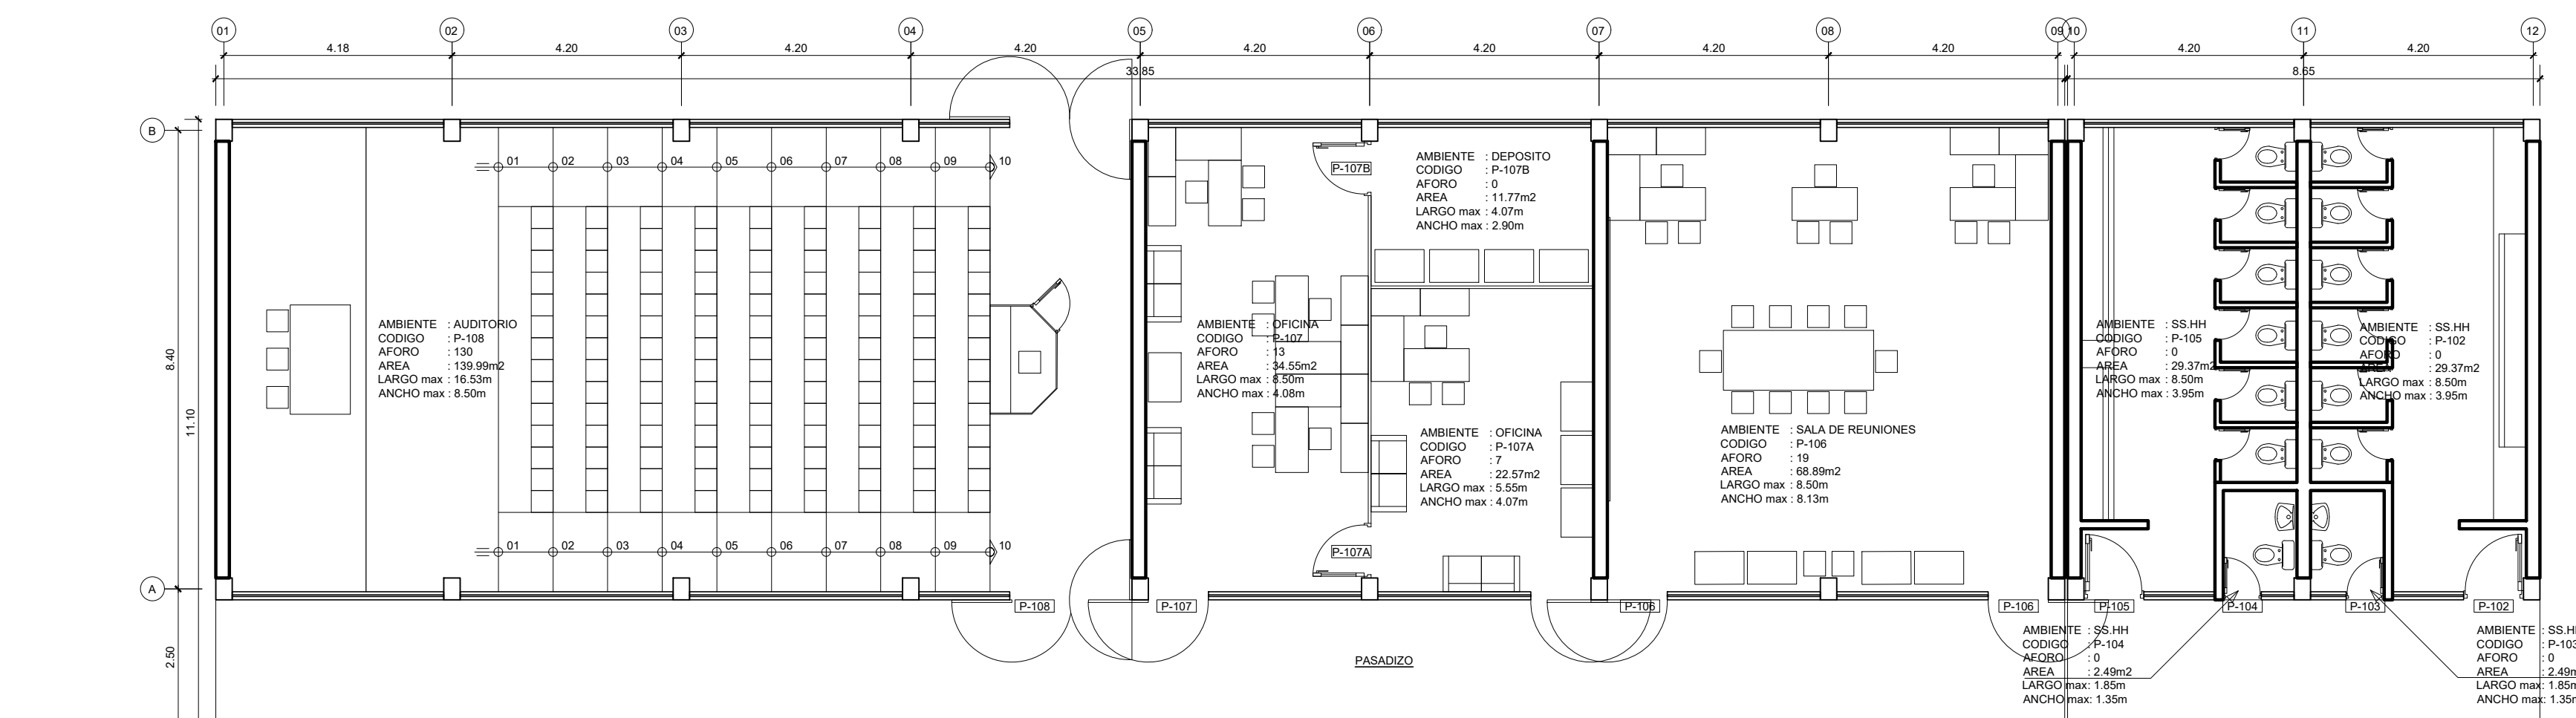 01 02 03 04 05 06 07 08 09 10 11 12
4.18 4.20 4.20 4.20 4.20 4.20 4.20 4.20 4.20 4.20
33.85 8.65
B
A
8.40
11.10
2.50
01 02 03 04 05 06 07 08 09 10
AMBIENTE : AUDITORIO
CODIGO : P-108
AFORO : 130
AREA : 139.99m2
LARGO max : 16.53m
ANCHO max : 8.50m
01 02 03 04 05 06 07 08 09 10
P-107B
AMBIENTE : DEPOSITO
CODIGO : P-107B
AFORO : 0
AREA : 11.77m2
LARGO max : 4.07m
ANCHO max : 2.90m
AMBIENTE : OFICINA
CODIGO : P-107
AFORO : 13
AREA : 34.55m2
LARGO max : 8.50m
ANCHO max : 4.08m
AMBIENTE : OFICINA
CODIGO : P-107A
AFORO : 7
AREA : 22.57m2
LARGO max : 5.55m
ANCHO max : 4.07m
P-107A
AMBIENTE : SALA DE REUNIONES
CODIGO : P-106
AFORO : 19
AREA : 68.89m2
LARGO max : 8.50m
ANCHO max : 8.13m
AMBIENTE : SS.HH
CODIGO : P-105
AFORO : 0
AREA : 29.37m2
LARGO max : 8.50m
ANCHO max : 3.95m
AMBIENTE : SS.HH
CODIGO : P-102
AFORO : 0
AREA : 29.37m2
LARGO max : 8.50m
ANCHO max : 3.95m
P-108 P-107 P-106 P-106 P-105 P-104 P-103 P-102
PASADIZO
AMBIENTE : SS.HH
CODIGO : P-104
AFORO : 0
AREA : 2.49m2
LARGO max: 1.85m
ANCHO max: 1.35m
AMBIENTE : SS.H
CODIGO : P-103
AFORO : 0
AREA : 2.49m
LARGO max: 1.85m
ANCHO max: 1.35m